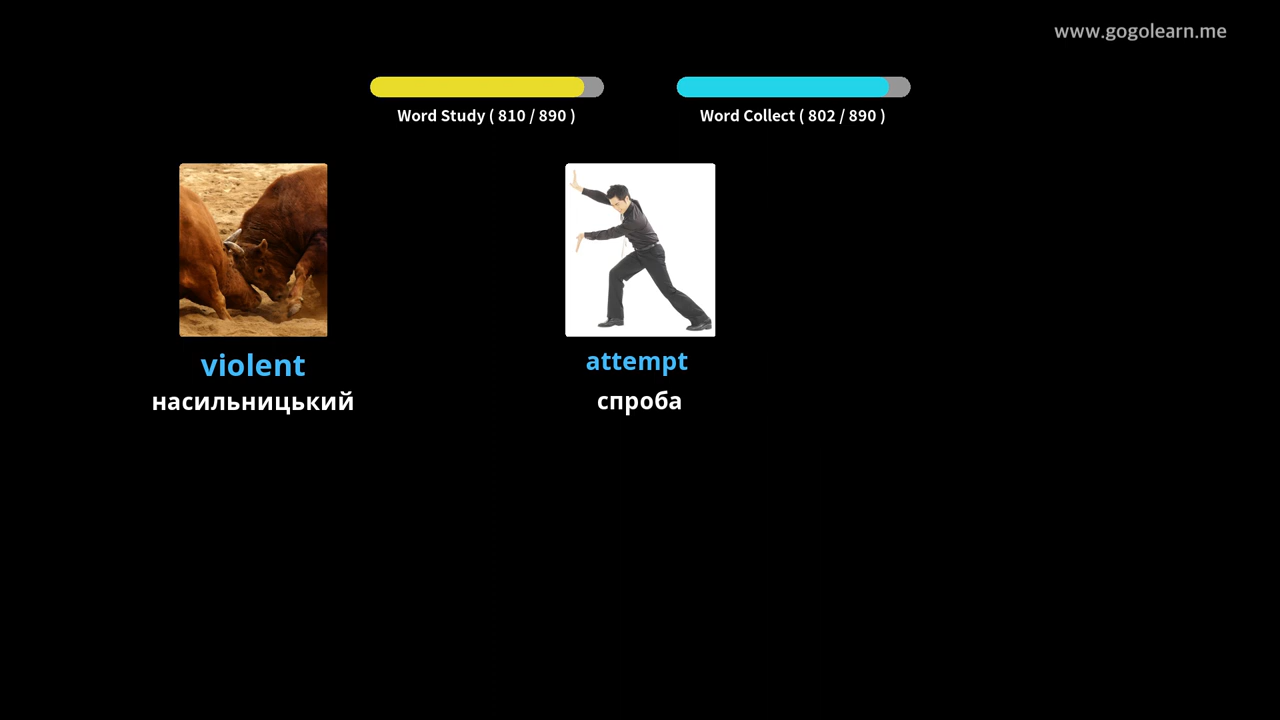 www.gogolearn.me
Word Study ( 810 / 890 )
Word Collect ( 802 / 890 )
violent
насильницький
attempt
спроба